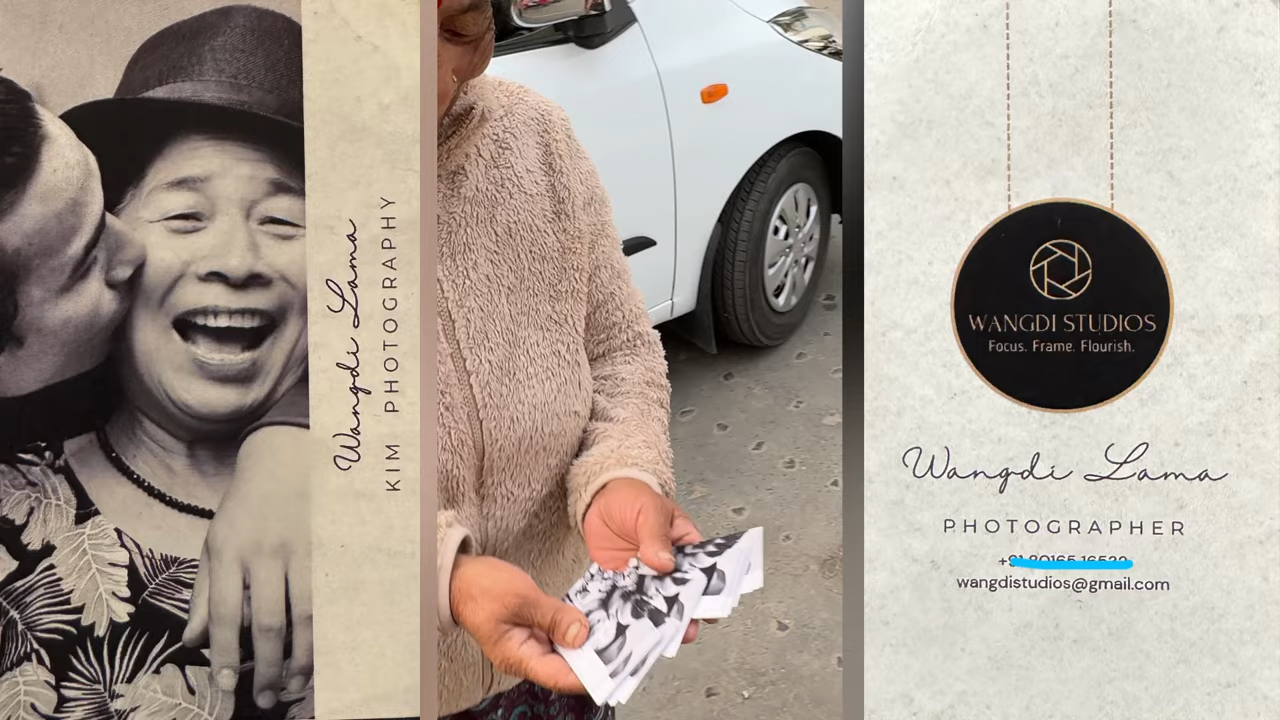 Wangdi Lama
KIM PHOTOGRAPHY
WANGDI STUDIOS
Focus. Frame. Flourish.
Wangdi Lama
PHOTOGRAPHER
wangdistudios@gmail.com